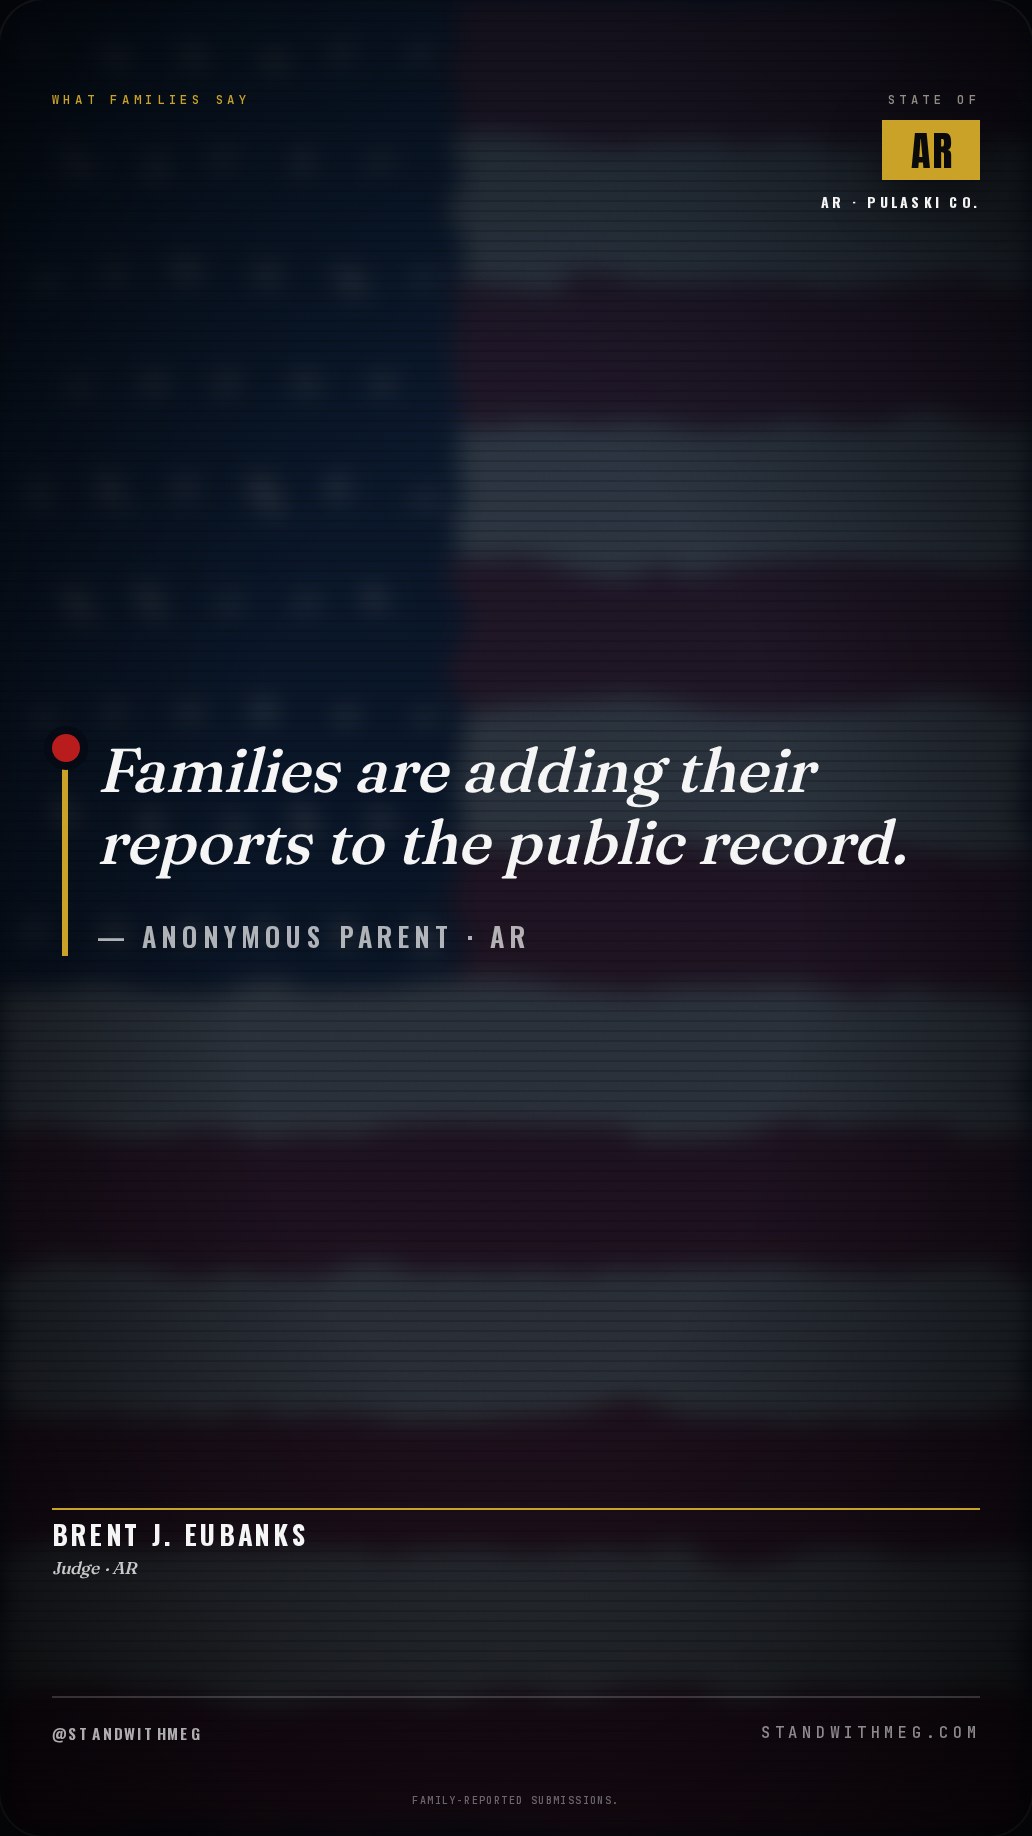 WHAT FAMILIES SAY
STATE OF
AR
AR · PULASKI CO.
Families are adding their
reports to the public record.
— ANONYMOUS PARENT · AR
BRENT J. EUBANKS
Judge · AR
@STANDWITHMEG
STANDWITHMEG.COM
FAMILY-REPORTED SUBMISSIONS.